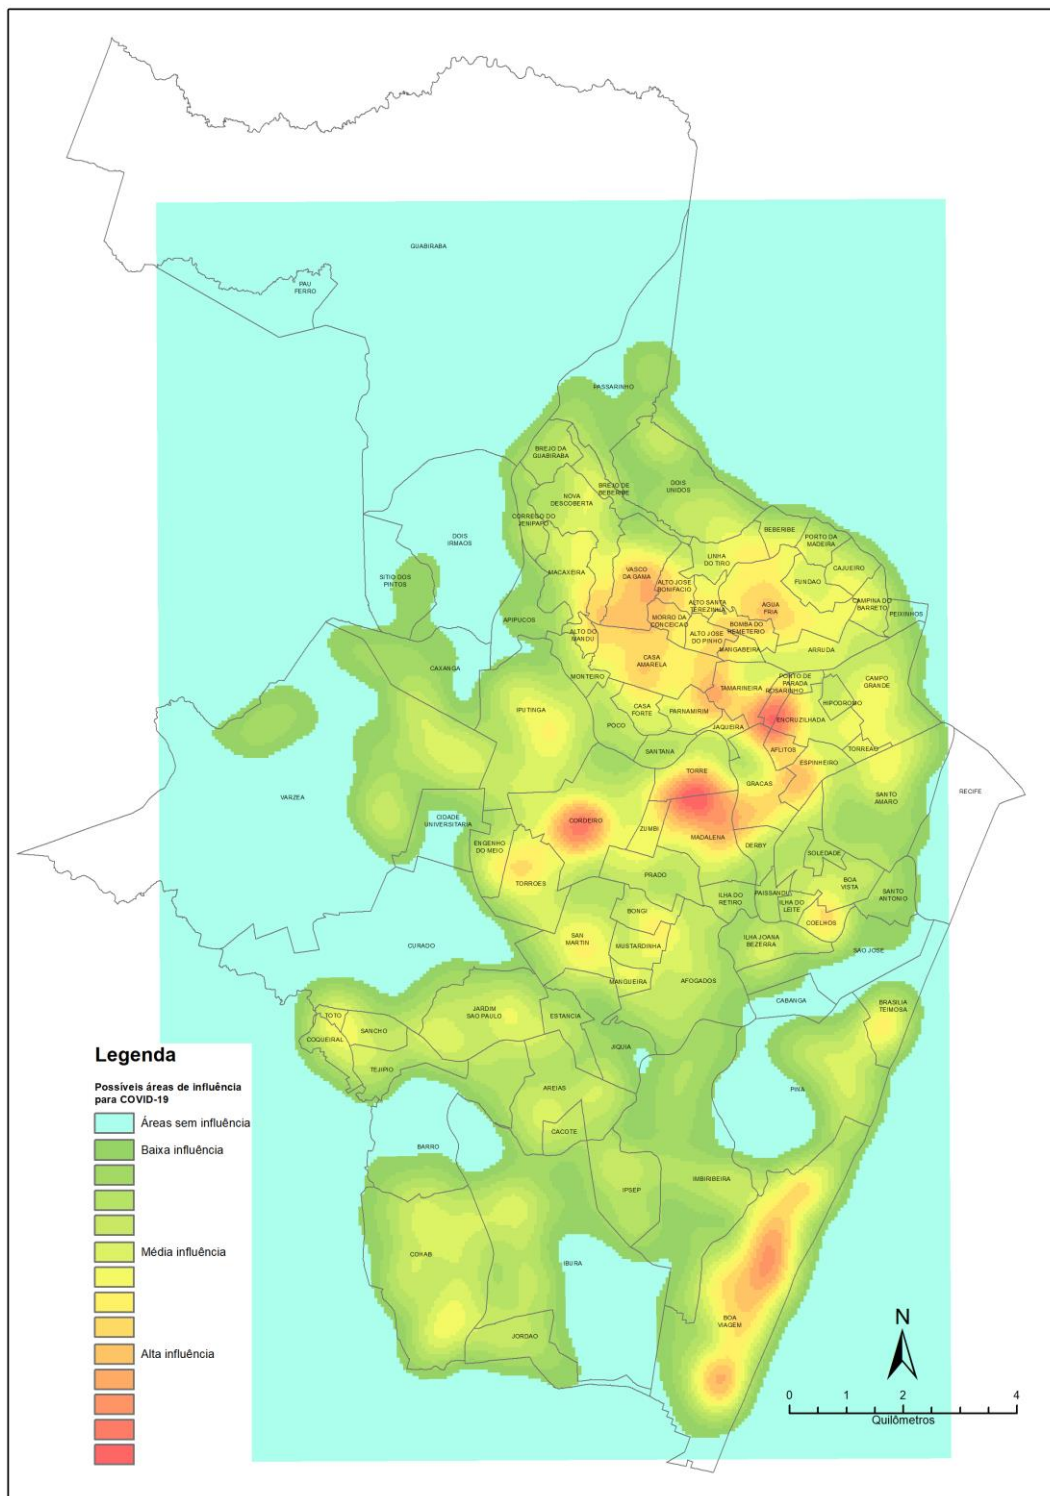 GUABIRABA
PAU
FERRO
PASSARINHO
BREJO DA
GUABIRABA
BREJO DE
BEBERIBE
DOIS
UNIDOS
NOVA
DESCOBERTA
CORREGO DO
JENIPAPO
BEBERIBE
PORTO DA
MADEIRA
DOIS
IRMAOS
LINHA
DO TIRO
CAJUEIRO
SITIO DOS
PINTOS
MACAXEIRA
VASCO
DA GAMA
ALTO JOSE
BONIFACIO
FUNDAO
ALTO SANTA
TEREZINHA
AGUA
FRIA
CAMPINA DO
BARRETO
PEIXINHOS
APIPUCOS
MORRO DA
CONCEICAO
BOMBA DO
HEMETERIO
ALTO DO
MANDU
ALTO JOSE
DO PINHO
MANGABEIRA
ARRUDA
CASA
AMARELA
CAXANGA
MONTEIRO
TAMARINEIRA
PONTO DE
PARADA
ROSARINHO
CAMPO
GRANDE
IPUTINGA
CASA
FORTE
PARNAMIRIM
HIPODROMO
POCO
JAQUEIRA
ENCRUZILHADA
SANTANA
AFLITOS
TORREAO
ESPINHEIRO
TORRE
GRACAS
RECIFE
VARZEA
SANTO
AMARO
CIDADE
UNIVERSITARIA
CORDEIRO
ZUMBI
MADALENA
ENGENHO
DO MEIO
DERBY
SOLEDADE
TORROES
PRADO
BOA
VISTA
ILHA DO
RETIRO
PAISSANDU
ILHA DO
LEITE
SANTO
ANTONIO
BONGI
COELHOS
CURADO
SAN
MARTIN
MUSTARDINHA
ILHA JOANA
BEZERRA
SAO JOSE
MANGUEIRA
AFOGADOS
CABANGA
BRASILIA
TEIMOSA
TOTO
JARDIM
SAO PAULO
ESTANCIA
SANCHO
COQUEIRAL
JIQUIA
TEJIPIO
AREIAS
PINA
CACOTE
BARRO
IPSEP
IMBIRIBEIRA
COHAB
IBURA
BOA
VIAGEM
JORDAO
Legenda
Possíveis áreas de influência
para COVID-19
Áreas sem influência
Baixa influência
Média influência
Alta influência
N
0 1 2 4
Quilômetros